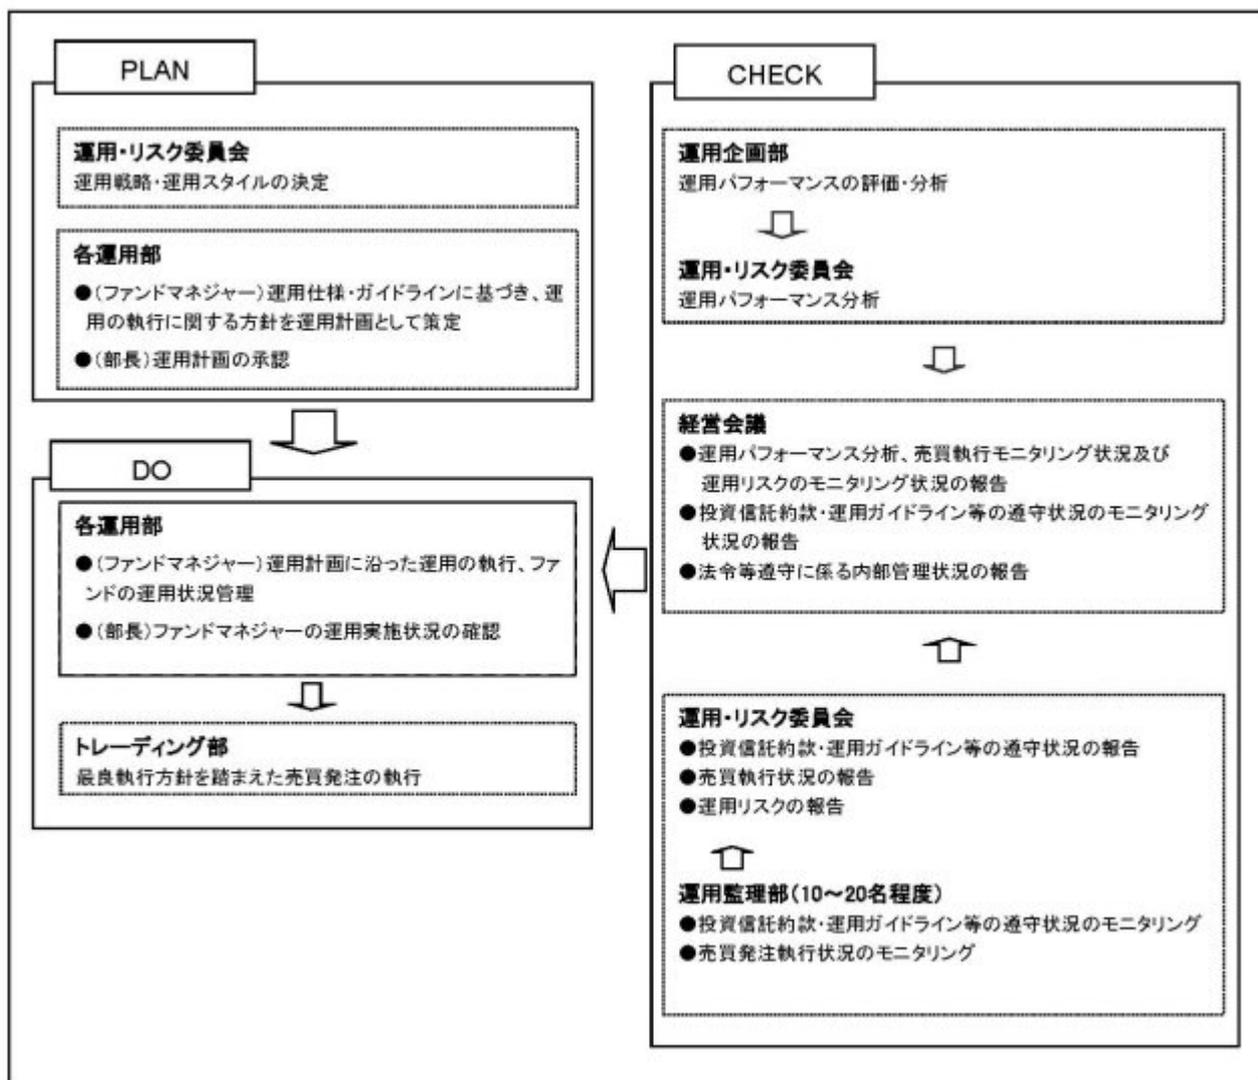 PLAN
運用・リスク委員会
運用戦略・運用スタイルの決定
各運用部
●(ファンドマネジャー)運用仕様・ガイドラインに基づき、運
用の執行に関する方針を運用計画として策定
●(部長)運用計画の承認
DO
各運用部
●(ファンドマネジャー)運用計画に沿った運用の執行、ファ
ンドの運用状況管理
●(部長)ファンドマネジャーの運用実施状況の確認
トレーディング部
最良執行方針を踏まえた売買発注の執行
CHECK
運用企画部
運用パフォーマンスの評価・分析
運用・リスク委員会
運用パフォーマンス分析
経営会議
●運用パフォーマンス分析、売買執行モニタリング状況及び
運用リスクのモニタリング状況の報告
●投資信託約款・運用ガイドライン等の遵守状況のモニタリング
状況の報告
●法令等遵守に係る内部管理状況の報告
運用・リスク委員会
●投資信託約款・運用ガイドライン等の遵守状況の報告
●売買執行状況の報告
●運用リスクの報告
運用監理部(10~20名程度)
●投資信託約款・運用ガイドライン等の遵守状況のモニタリング
●売買発注執行状況のモニタリング